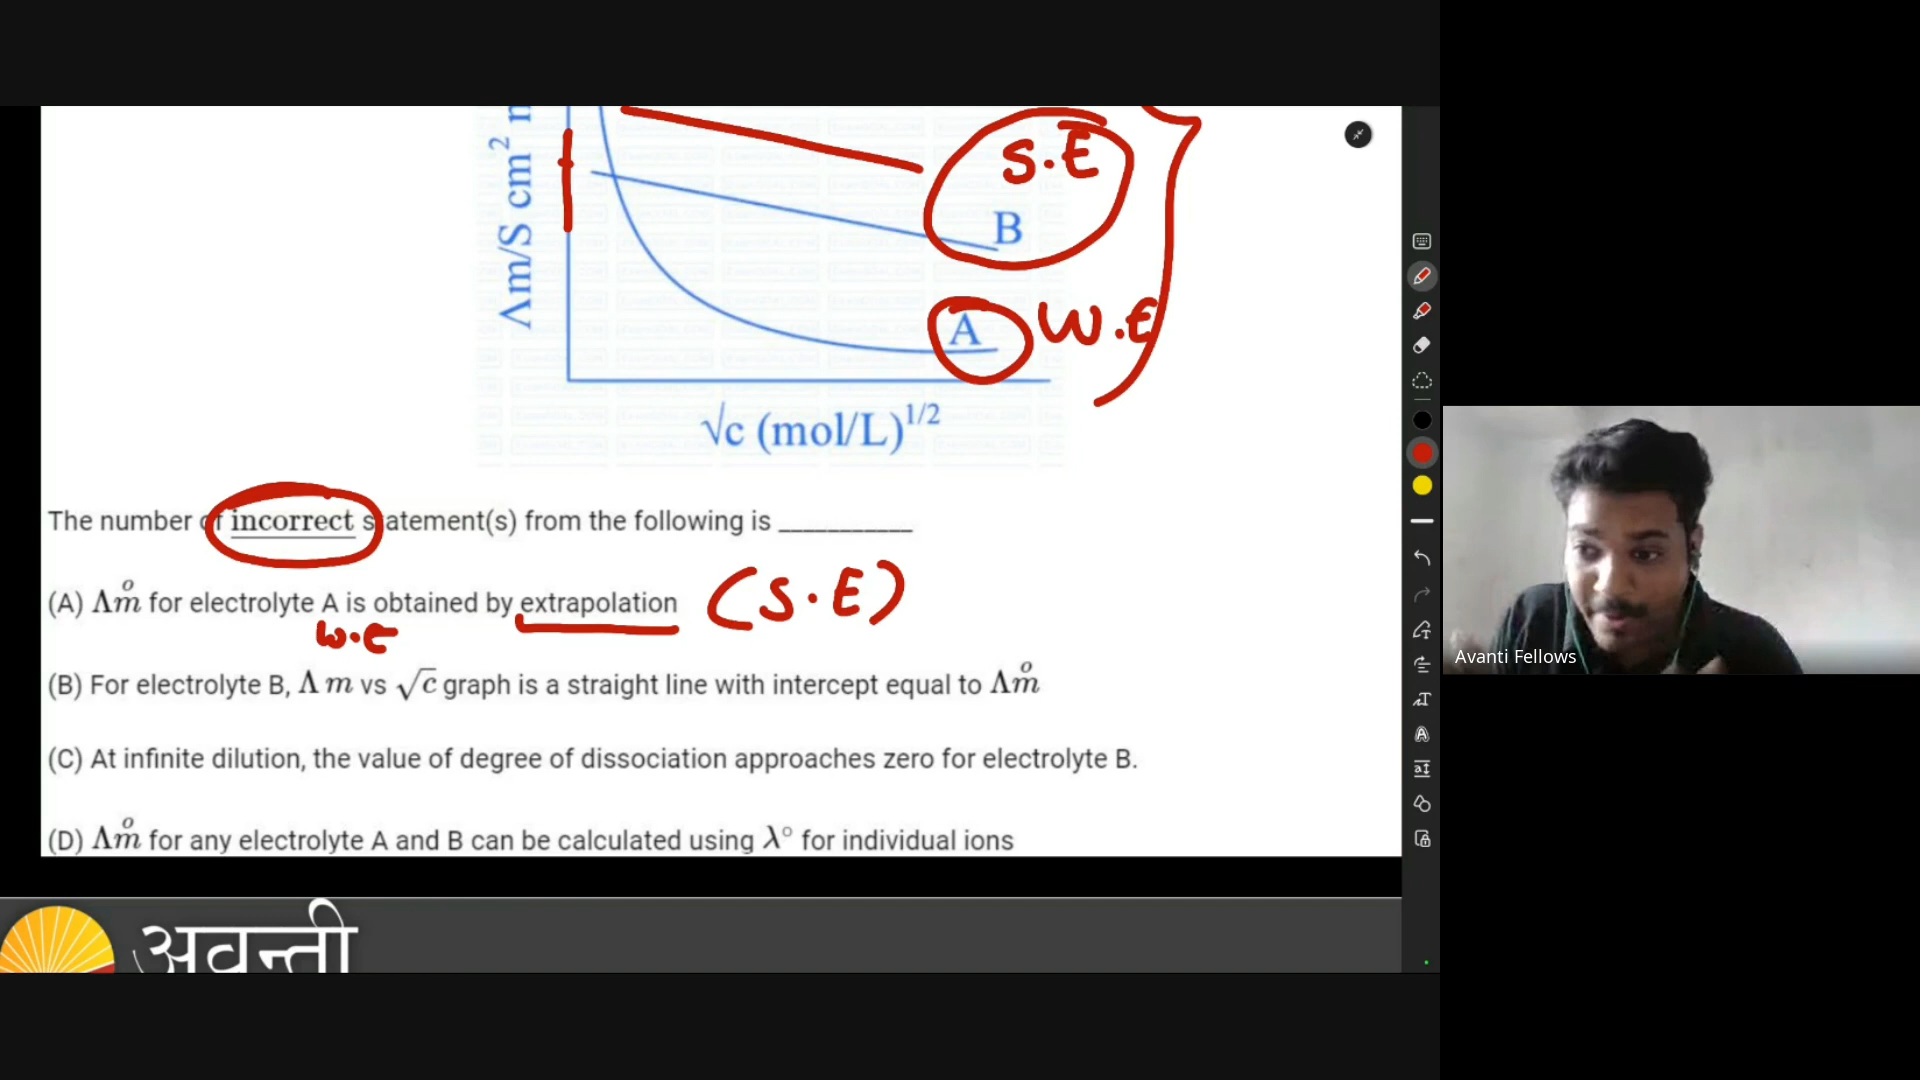 Λm/S cm² m
S.E
B
A
W.E
√c (mol/L)^1/2
The number of incorrect statement(s) from the following is ___________
(A) Λm° for electrolyte A is obtained by extrapolation (S.E)
W.E
(B) For electrolyte B, Λ m vs √c graph is a straight line with intercept equal to Λm°
(C) At infinite dilution, the value of degree of dissociation approaches zero for electrolyte B.
(D) Λm° for any electrolyte A and B can be calculated using λ° for individual ions
Avanti Fellows
अवन्ती